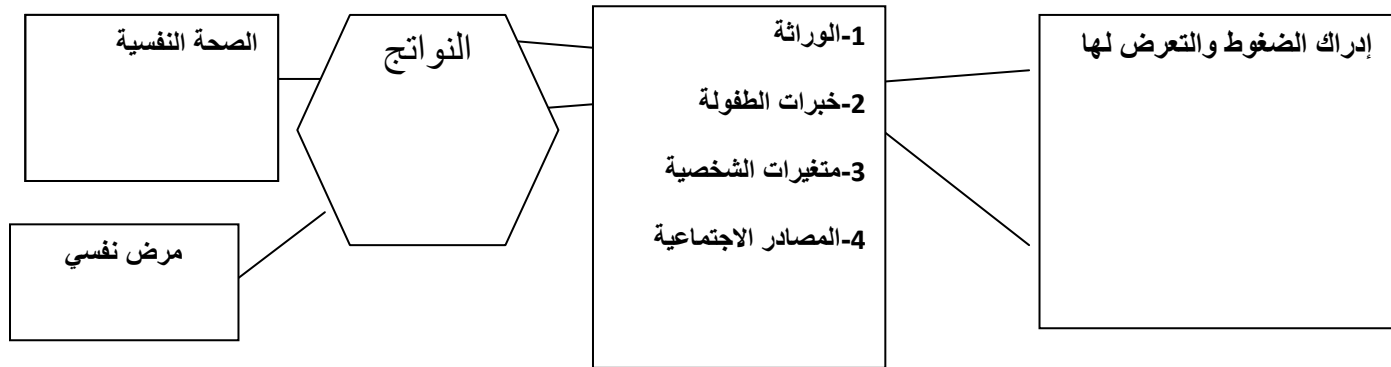 إدراك الضغوط والتعرض لها
1-الوراثة
2-خبرات الطفولة
3-متغيرات الشخصية
4-المصادر الاجتماعية
النواتج
الصحة النفسية
مرض نفسي